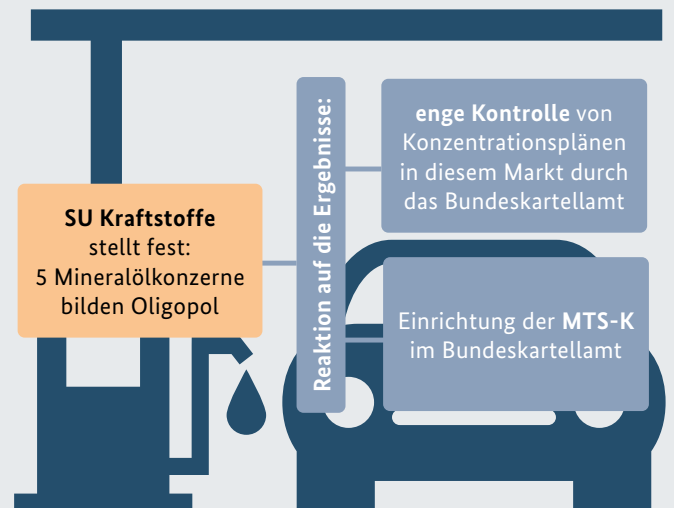 SU Kraftstoffe
stellt fest:
5 Mineralölkonzerne
bilden Oligopol
Reaktion auf die Ergebnisse:
enge Kontrolle von
Konzentrationsplänen
in diesem Markt durch
das Bundeskartellamt
Einrichtung der MTS-K
im Bundeskartellamt